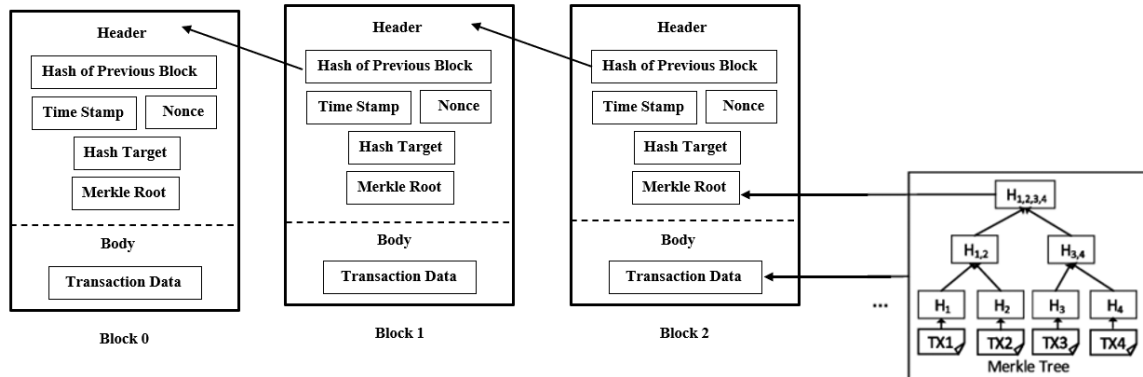 Header
Hash of Previous Block
Time Stamp
Nonce
Hash Target
Merkle Root
Body
Transaction Data
Block 0
Header
Hash of Previous Block
Time Stamp
Nonce
Hash Target
Merkle Root
Body
Transaction Data
Block 1
Header
Hash of Previous Block
Time Stamp
Nonce
Hash Target
Merkle Root
Body
Transaction Data
Block 2
...
H1,2,3,4
H1,2
H3,4
H1
H2
H3
H4
TX1
TX2
TX3
TX4
Merkle Tree